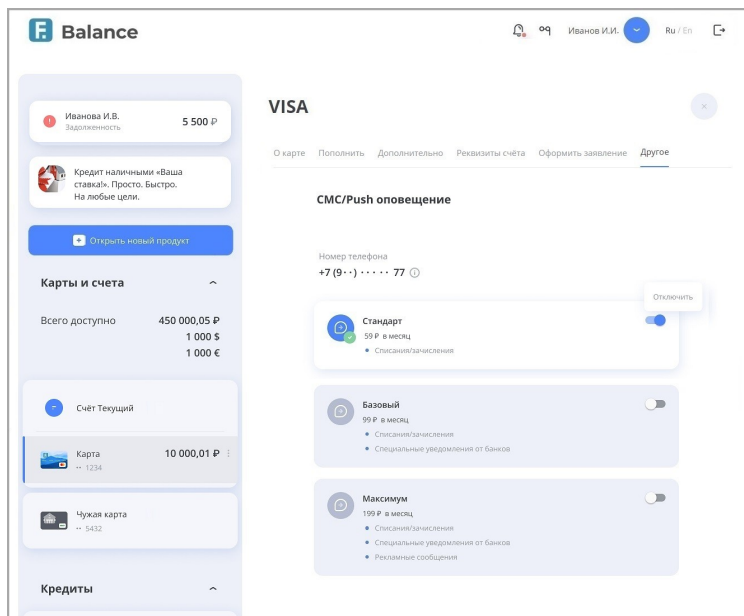 F. Balance
Иванов И.И.
Ru / En
Иванова И.В.
Задолженность
5 500 ₽
Кредит наличными «Ваша
ставка!». Просто. Быстро.
На любые цели.
Открыть новый продукт
Карты и счета
Всего доступно
450 000,05 ₽
1 000 $
1 000 €
Счёт Текущий
Карта
10 000,01 ₽
•• 1234
Чужая карта
•• 5432
Кредиты
VISA
О карте Пополнить Дополнительно Реквизиты счёта Оформить заявление Другое
СМС/Push оповещение
Номер телефона
+7 (9··) ····· 77
Отключить
Стандарт
59 ₽ в месяц
• Списания/зачисления
Базовый
99 ₽ в месяц
• Списания/зачисления
• Специальные уведомления от банков
Максимум
199 ₽ в месяц
• Списания/зачисления
• Специальные уведомления от банков
• Рекламные сообщения